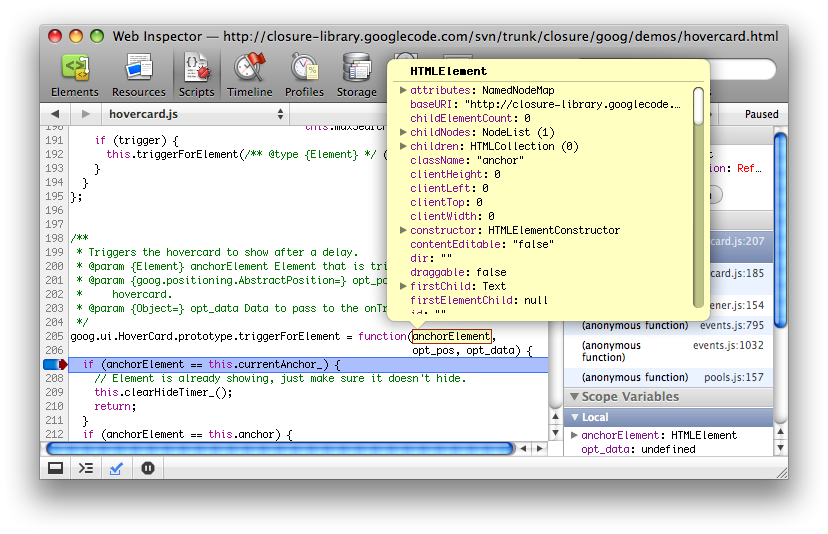 Web Inspector — http://closure-library.googlecode.com/svn/trunk/closure/goog/demos/hovercard.html
Elements
Resources
Scripts
Timeline
Profiles
Storage
hovercard.js
Paused
HTMLElement
attributes: NamedNodeMap
baseURI: "http://closure-library.googlecode.…
childElementCount: 0
childNodes: NodeList (1)
children: HTMLCollection (0)
className: "anchor"
clientHeight: 0
clientLeft: 0
clientTop: 0
clientWidth: 0
constructor: HTMLElementConstructor
contentEditable: "false"
dir: ""
draggable: false
firstChild: Text
firstElementChild: null
id: ""
190
191 if (trigger) {
192 this.triggerForElement(/** @type {Element} */ (
193 }
194 }
195 };
196
197
198 /**
199 * Triggers the hovercard to show after a delay.
200 * @param {Element} anchorElement Element that is tri
201 * @param {goog.positioning.AbstractPosition=} opt_po
202 * hovercard.
203 * @param {Object=} opt_data Data to pass to the onTr
204 */
205 goog.ui.HoverCard.prototype.triggerForElement = function(anchorElement,
206 opt_pos, opt_data) {
if (anchorElement == this.currentAnchor_) {
208 // Element is already showing, just make sure it doesn't hide.
209 this.clearHideTimer_();
210 return;
211 }
212 if (anchorElement == this.anchor) {
tion: Ref…
card.js:207
card.js:185
ener.js:154
(anonymous function) events.js:795
(anonymous function) events.js:1032
(anonymous function) pools.js:157
Scope Variables
Local
anchorElement: HTMLElement
opt_data: undefined